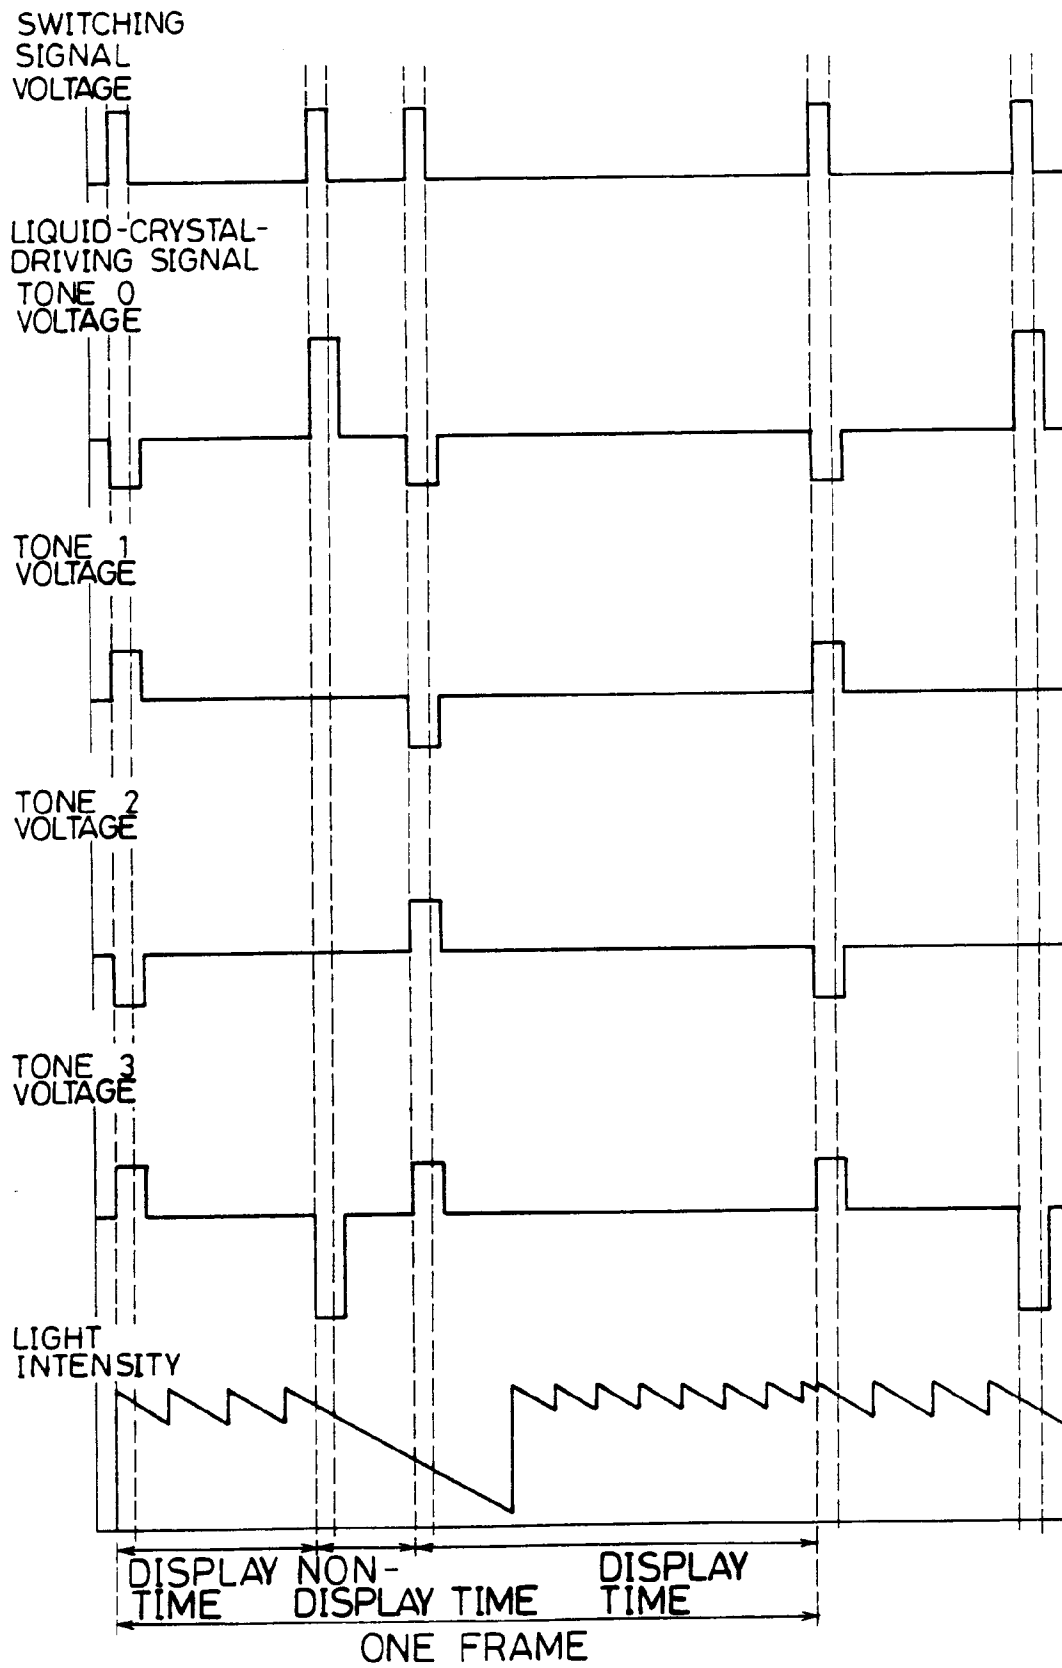 SWITCHING
SIGNAL
VOLTAGE
LIQUID-CRYSTAL-
DRIVING SIGNAL
TONE 0
VOLTAGE
TONE 1
VOLTAGE
TONE 2
VOLTAGE
TONE 3
VOLTAGE
LIGHT
INTENSITY
DISPLAY
TIME
NON-
DISPLAY TIME
DISPLAY
TIME
ONE FRAME